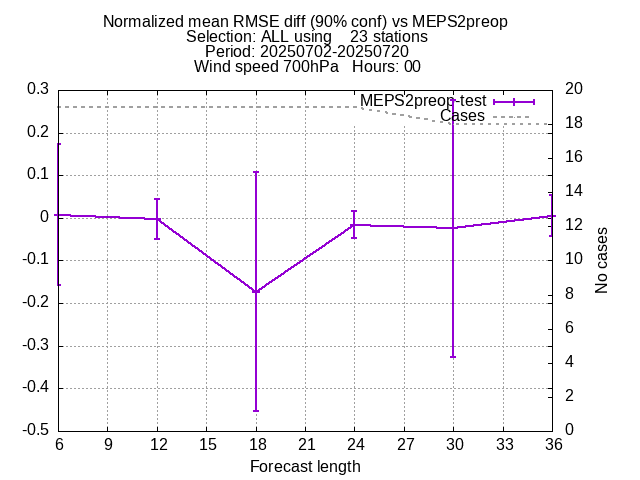 Normalized mean RMSE diff (90% conf) vs MEPS2preop
Selection: ALL using    23 stations
Period: 20250702-20250720
Wind speed 700hPa   Hours: 00
MEPS2preop-test
Cases
0.3
0.2
0.1
0
-0.1
-0.2
-0.3
-0.4
-0.5
20
18
16
14
12
10
8
6
4
2
0
No cases
6 9 12 15 18 21 24 27 30 33 36
Forecast length